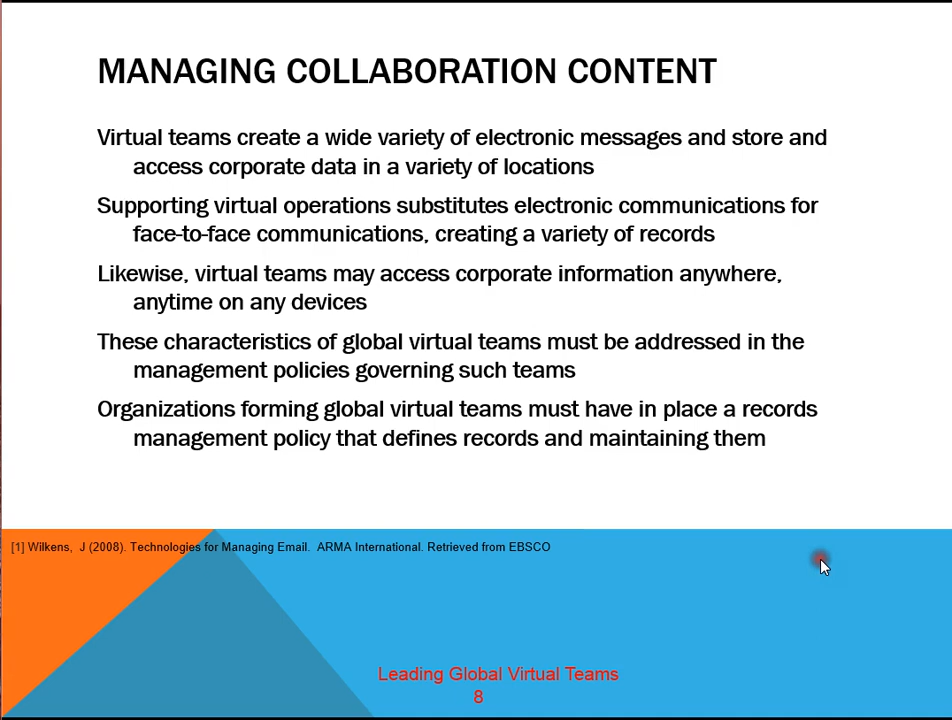 MANAGING COLLABORATION CONTENT
Virtual teams create a wide variety of electronic messages and store and
access corporate data in a variety of locations
Supporting virtual operations substitutes electronic communications for
face-to-face communications, creating a variety of records
Likewise, virtual teams may access corporate information anywhere,
anytime on any devices
These characteristics of global virtual teams must be addressed in the
management policies governing such teams
Organizations forming global virtual teams must have in place a records
management policy that defines records and maintaining them
[1] Wilkens, J (2008). Technologies for Managing Email. ARMA International. Retrieved from EBSCO
Leading Global Virtual Teams
8